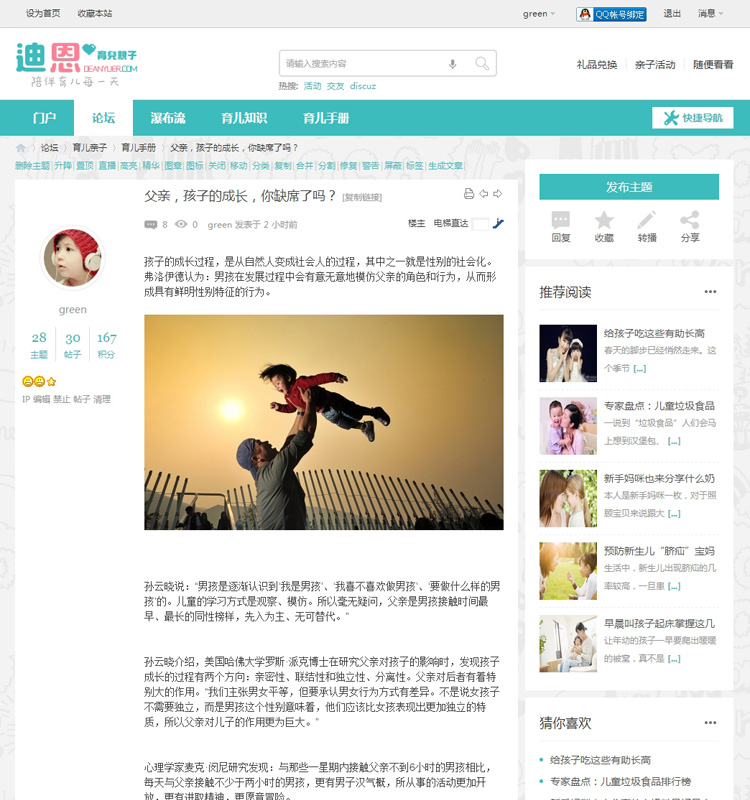 设为首页 收藏本站
green QQ帐号绑定 退出 消息
迪恩 育兒親子
DEANYUER.COM
陪伴育儿每一天
请输入搜索内容
热搜: 活动 交友 discuz
礼品兑换 亲子活动 随便看看
门户 论坛 瀑布流 育儿知识 育儿手册 快捷导航
论坛 育儿亲子 育儿手册 父亲，孩子的成长，你缺席了吗？
删除主题 升降 置顶 直播 高亮 精华 图章 图标 关闭 移动 分类 复制 合并 分割 修复 警告 屏蔽 标签 生成文章
父亲，孩子的成长，你缺席了吗？ [复制链接]
8 0 green 发表于 2 小时前 楼主 电梯直达
green
28 30 167
主题 帖子 积分
IP 编辑 禁止 帖子 清理
孩子的成长过程，是从自然人变成社会人的过程，其中之一就是性别的社会化。
弗洛伊德认为：男孩在发展过程中会有意无意地模仿父亲的角色和行为，从而形
成具有鲜明性别特征的行为。
孙云晓说：“男孩是逐渐认识到‘我是男孩’、‘我喜不喜欢做男孩’、‘要做什么样的男
孩’的。儿童的学习方式是观察、模仿。所以毫无疑问，父亲是男孩接触时间最
早、最长的同性榜样，先入为主、无可替代。”
孙云晓介绍，美国哈佛大学罗斯·派克博士在研究父亲对孩子的影响时，发现孩子
成长的过程有两个方向：亲密性、联结性和独立性、分离性。父亲对后者有着特
别大的作用。“我们主张男女平等，但要承认男女行为方式有差异。不是说女孩子
不需要独立，而是男孩这个性别意味着，他们应该比女孩表现出更加独立的特
质，所以父亲对儿子的作用更为巨大。”
心理学家麦克·闵尼研究发现：与那些一星期内接触父亲不到6小时的男孩相比，
每天与父亲接触不少于两小时的男孩，更有男子汉气概，所从事的活动更加开
放，更有进取精神，更愿意冒险。
发布主题
回复 收藏 转播 分享
推荐阅读
给孩子吃这些有助长高
春天的脚步已经悄然走来。这
个季节 [...]
专家盘点：儿童垃圾食品
一说到“垃圾食品”人们会马
上想到汉堡包、 [...]
新手妈咪也来分享什么奶
本人是新手妈咪一枚，对于照
顾宝贝来说跟大 [...]
预防新生儿“脐疝”宝妈
生活中，新生儿出现脐疝的几
率较高，一旦患 [...]
早晨叫孩子起床掌握这几
让年幼的孩子一早要爬出暖暖
的被窝，真不是 [...]
猜你喜欢
给孩子吃这些有助长高
专家盘点：儿童垃圾食品排行榜